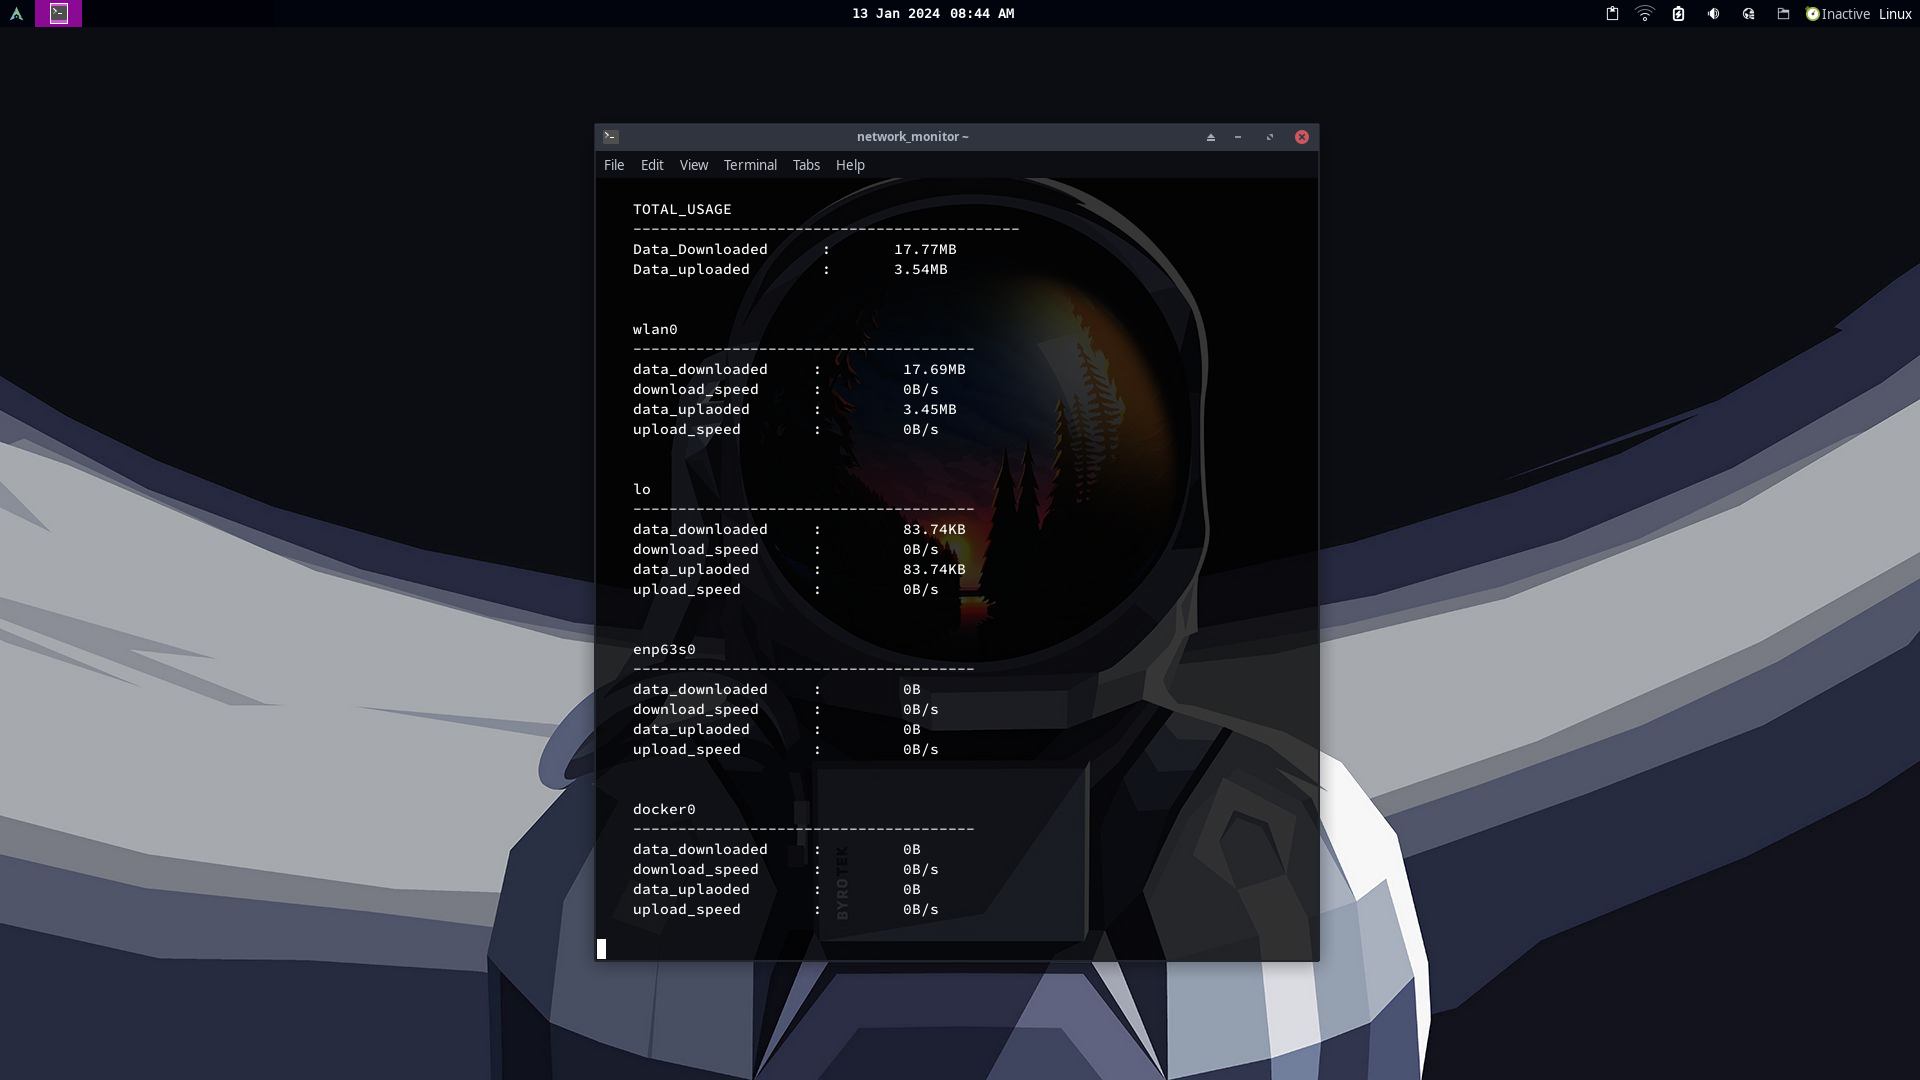 13 Jan 2024 08:44 AM
Inactive Linux
network_monitor ~
File Edit View Terminal Tabs Help
TOTAL_USAGE
-------------------------------------------
Data_Downloaded : 17.77MB
Data_uploaded : 3.54MB
wlan0
--------------------------------------
data_downloaded : 17.69MB
download_speed : 0B/s
data_uplaoded : 3.45MB
upload_speed : 0B/s
lo
--------------------------------------
data_downloaded : 83.74KB
download_speed : 0B/s
data_uplaoded : 83.74KB
upload_speed : 0B/s
enp63s0
--------------------------------------
data_downloaded : 0B
download_speed : 0B/s
data_uplaoded : 0B
upload_speed : 0B/s
docker0
--------------------------------------
data_downloaded : 0B
download_speed : 0B/s
data_uplaoded : 0B
upload_speed : 0B/s
BYROTEK